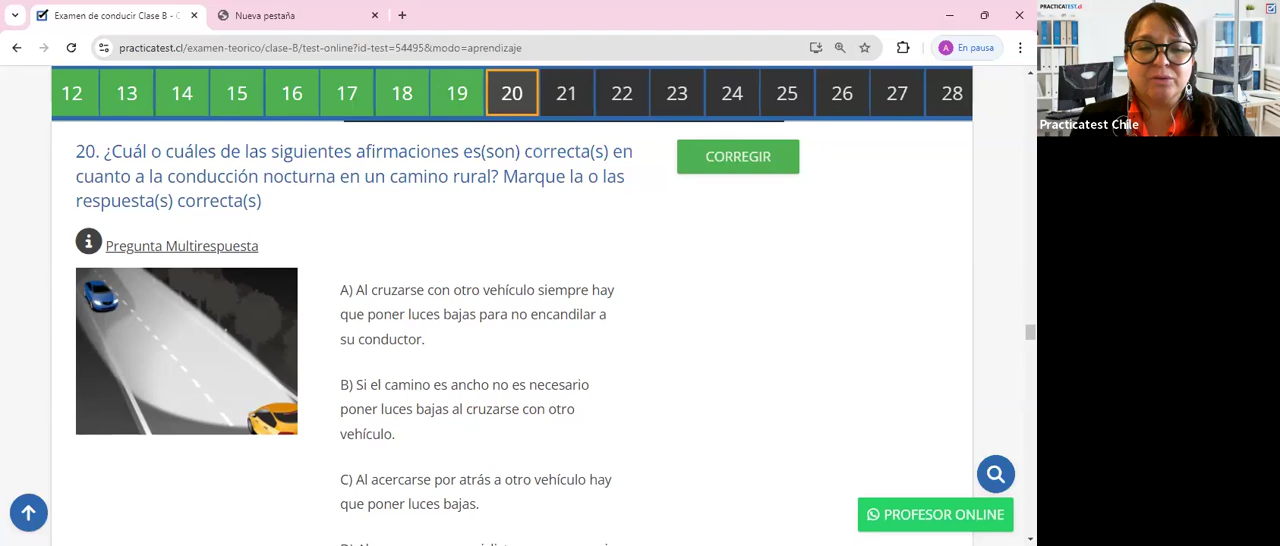 Examen de conducir Clase B - C
Nueva pestaña
practicatest.cl/examen-teorico/clase-B/test-online?id-test=54495&modo=aprendizaje
A
En pausa
12 13 14 15 16 17 18 19 20 21 22 23 24 25 26 27 28
20. ¿Cuál o cuáles de las siguientes afirmaciones es(son) correcta(s) en
cuanto a la conducción nocturna en un camino rural? Marque la o las
respuesta(s) correcta(s)
CORREGIR
Pregunta Multirespuesta
A) Al cruzarse con otro vehículo siempre hay
que poner luces bajas para no encandilar a
su conductor.
B) Si el camino es ancho no es necesario
poner luces bajas al cruzarse con otro
vehículo.
C) Al acercarse por atrás a otro vehículo hay
que poner luces bajas.
PROFESOR ONLINE
PRACTICATEST.cl
Practicatest Chile